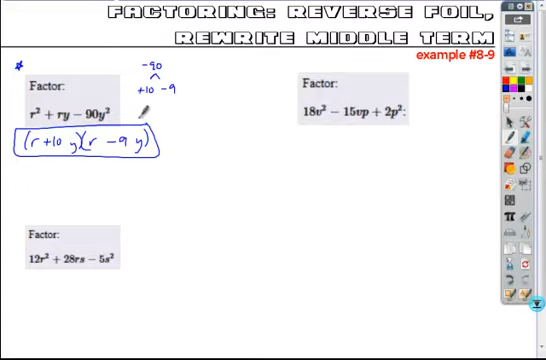 FACTORING: REVERSE FOIL,
REWRITE MIDDLE TERM
example #8-9
* -90
+10 -9
Factor:
r² + ry − 90y²
(r +10 y)(r -9 y)
Factor:
18v² − 15vp + 2p²:
Factor:
12r² + 28rs − 5s²